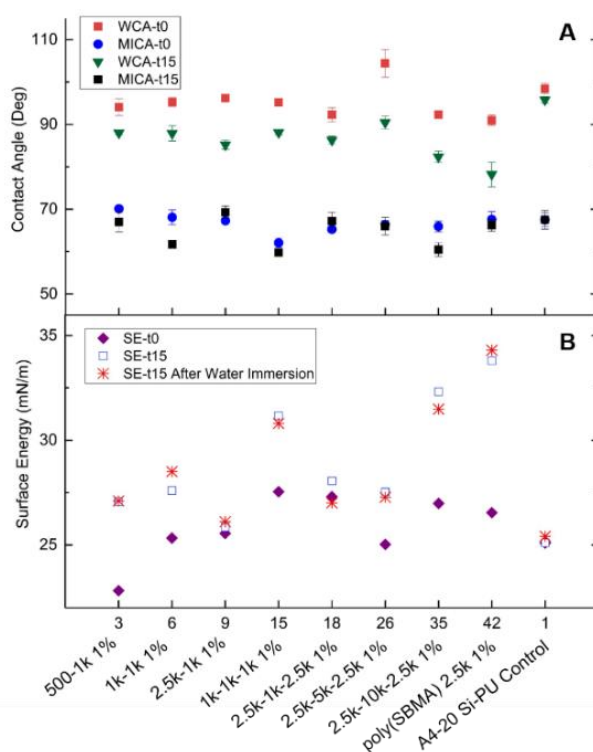 WCA-t0
MICA-t0
WCA-t15
MICA-t15
A
110
90
70
50
Contact Angle (Deg)
SE-t0
SE-t15
SE-t15 After Water Immersion
B
35
30
25
Surface Energy (mN/m)
3 6 9 15 18 26 35 42 1
500-1k 1%
1k-1k 1%
2.5k-1k 1%
1k-1k-1k 1%
2.5k-1k-2.5k 1%
2.5k-5k-2.5k 1%
2.5k-10k-2.5k 1%
poly(SBMA) 2.5k 1%
A4-20 Si-PU Control